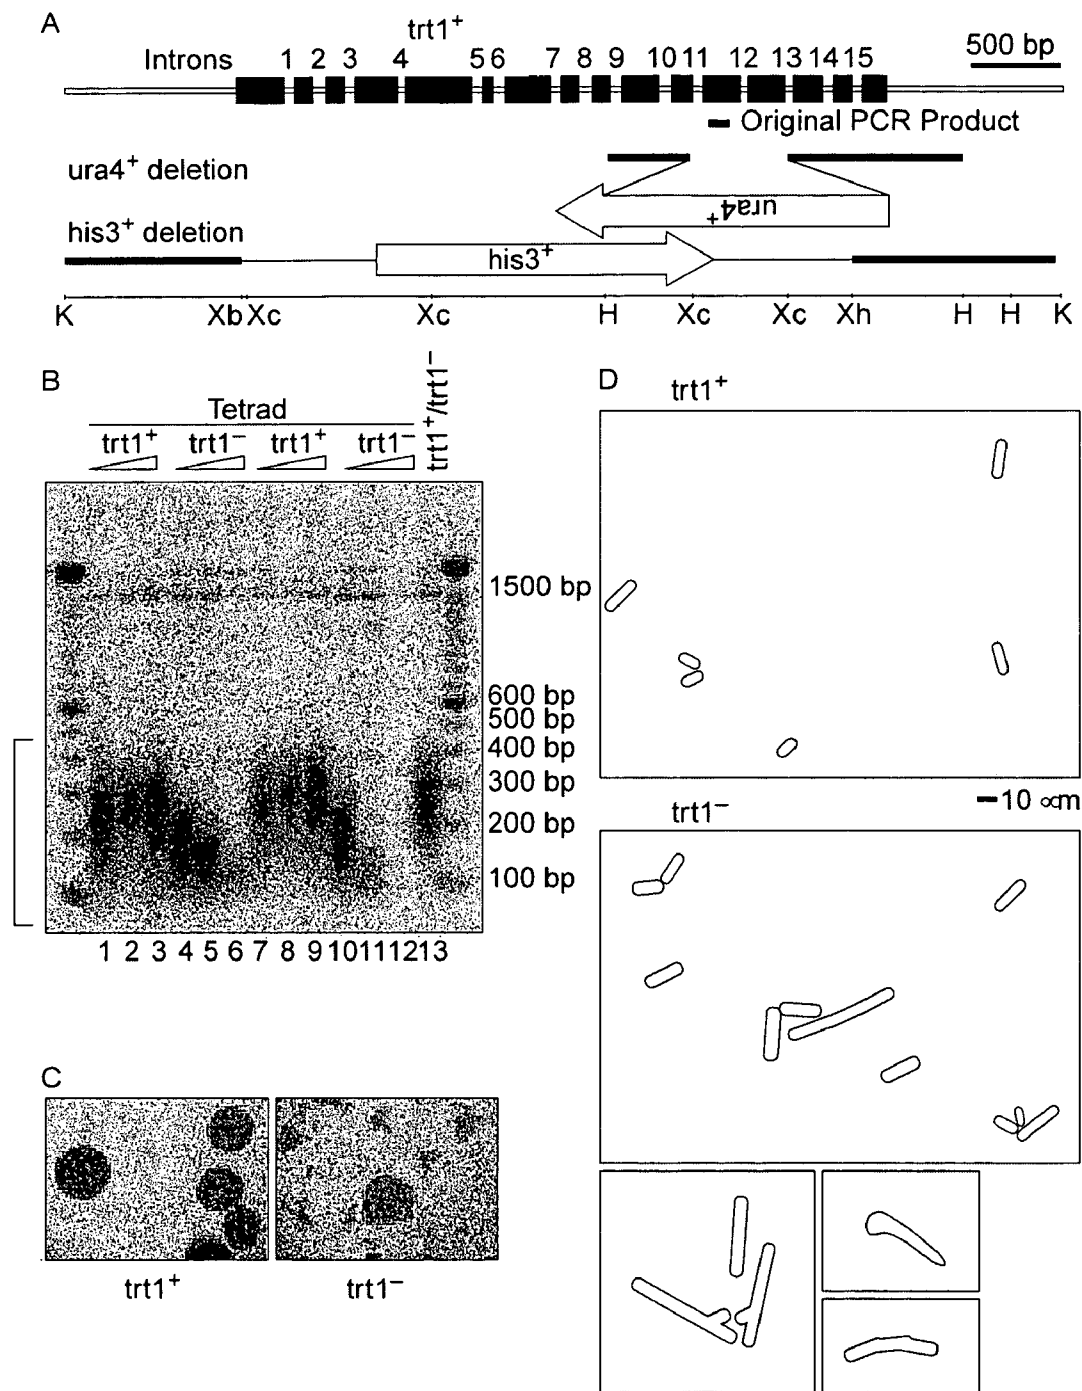 A
trt1+
Introns 1 2 3 4 5 6 7 8 9 10 11 12 13 14 15
500 bp
Original PCR Product
ura4+ deletion
ura4+
his3+ deletion
his3+
K Xb Xc Xc H Xc Xc Xh H H K
B
Tetrad
trt1+ trt1− trt1+ trt1−
trt1+/trt1−
1500 bp
600 bp
500 bp
400 bp
300 bp
200 bp
100 bp
1 2 3 4 5 6 7 8 9 10 11 12 13
C
trt1+ trt1−
D
trt1+
10 ∝m
trt1−